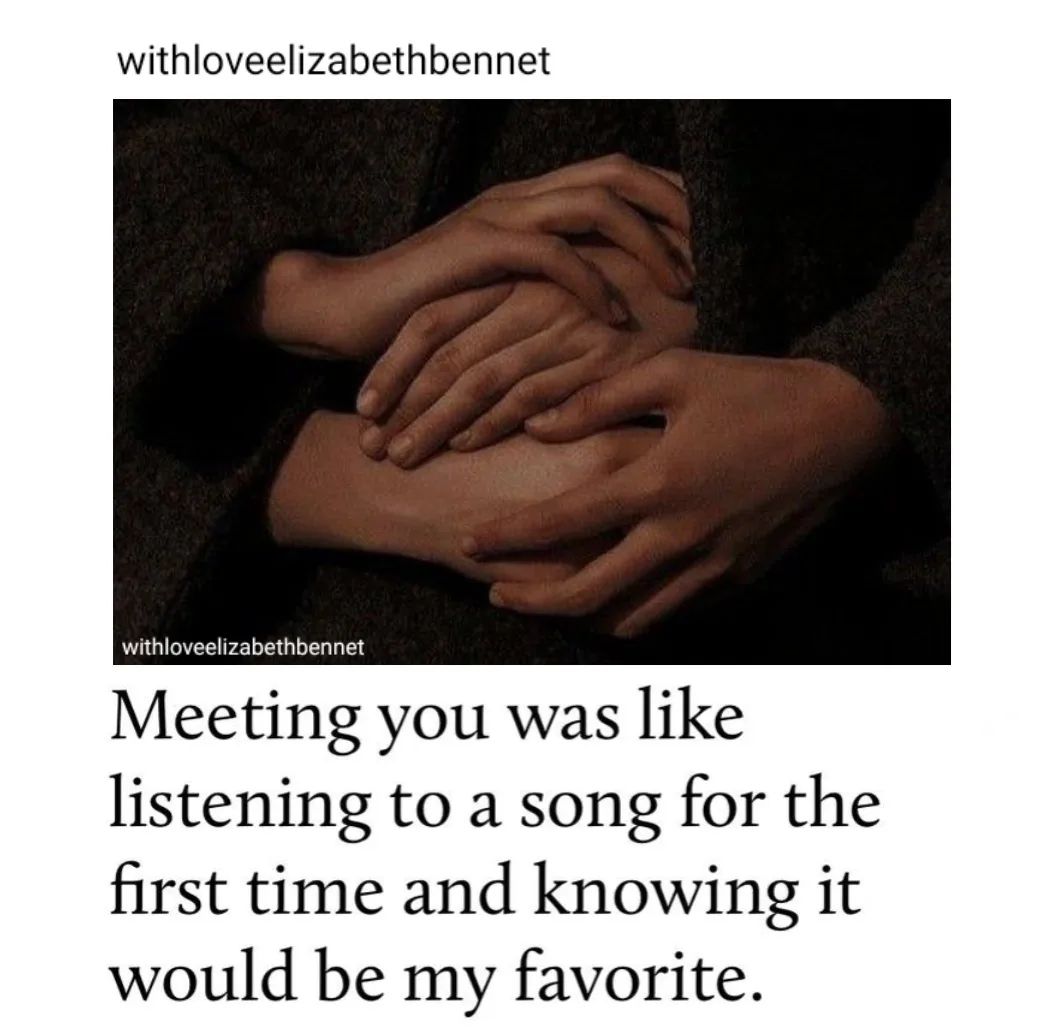 withloveelizabethbennet
withloveelizabethbennet
Meeting you was like
listening to a song for the
first time and knowing it
would be my favorite.